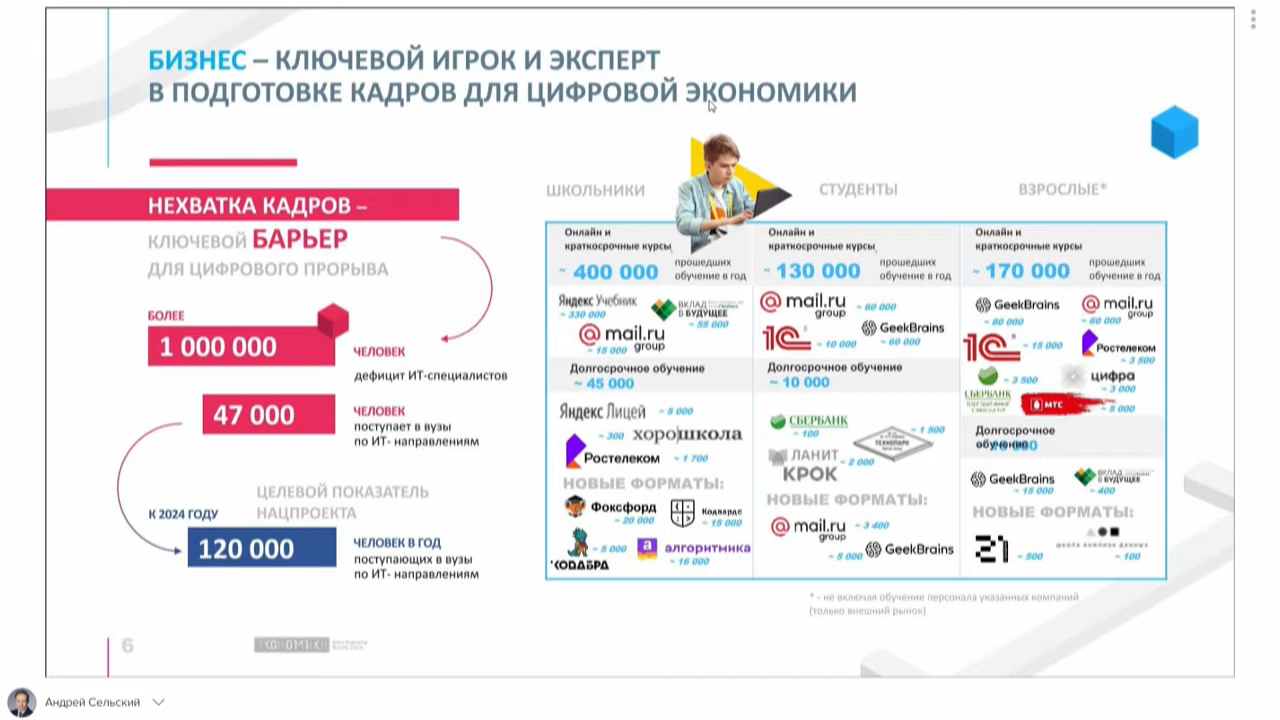 БИЗНЕС – КЛЮЧЕВОЙ ИГРОК И ЭКСПЕРТ
В ПОДГОТОВКЕ КАДРОВ ДЛЯ ЦИФРОВОЙ ЭКОНОМИКИ
НЕХВАТКА КАДРОВ –
КЛЮЧЕВОЙ БАРЬЕР
ДЛЯ ЦИФРОВОГО ПРОРЫВА
БОЛЕЕ
1 000 000
ЧЕЛОВЕК
дефицит ИТ-специалистов
47 000
ЧЕЛОВЕК
поступает в вузы
по ИТ- направлениям
ЦЕЛЕВОЙ ПОКАЗАТЕЛЬ
НАЦПРОЕКТА
К 2024 ГОДУ
120 000
ЧЕЛОВЕК В ГОД
поступающих в вузы
по ИТ- направлениям
ШКОЛЬНИКИ
Онлайн и
краткосрочные курсы
~ 400 000
прошедших
обучение в год
Яндекс Учебник
~ 330 000
ВКЛАД
В БУДУЩЕЕ
~ 55 000
@mail.ru
group
~ 15 000
Долгосрочное обучение
~ 45 000
Яндекс Лицей ~ 5 000
~ 300 хорошкола
Ростелеком ~ 1 700
НОВЫЕ ФОРМАТЫ:
Фоксфорд
~ 20 000
Кодвардс
~ 15 000
~ 5 000
КОДАБРА
алгоритмика
~ 16 000
СТУДЕНТЫ
Онлайн и
краткосрочные курсы
~ 130 000
прошедших
обучение в год
@mail.ru
group
~ 60 000
1С ~ 10 000
GeekBrains
~ 60 000
Долгосрочное обучение
~ 10 000
СБЕРБАНК
~ 100
ТЕХНОПАРК
~ 1 500
ЛАНИТ
~ 2 000
КРОК
НОВЫЕ ФОРМАТЫ:
@mail.ru
group
~ 3 400
~ 5 000 GeekBrains
ВЗРОСЛЫЕ*
Онлайн и
краткосрочные курсы
~ 170 000
прошедших
обучение в год
GeekBrains
~ 80 000
@mail.ru
group
~ 60 000
1С ~ 15 000
Ростелеком
~ 3 500
СБЕРБАНК
~ 3 500
цифра
~ 3 000
МТС
~ 5 000
Долгосрочное
обучение
GeekBrains
~ 15 000
ВКЛАД
В БУДУЩЕЕ
~ 400
НОВЫЕ ФОРМАТЫ:
21 ~ 500
ШКОЛА АНАЛИЗА ДАННЫХ
~ 100
* - не включая обучение персонала указанных компаний
(только внешний рынок)
6
Андрей Сельский